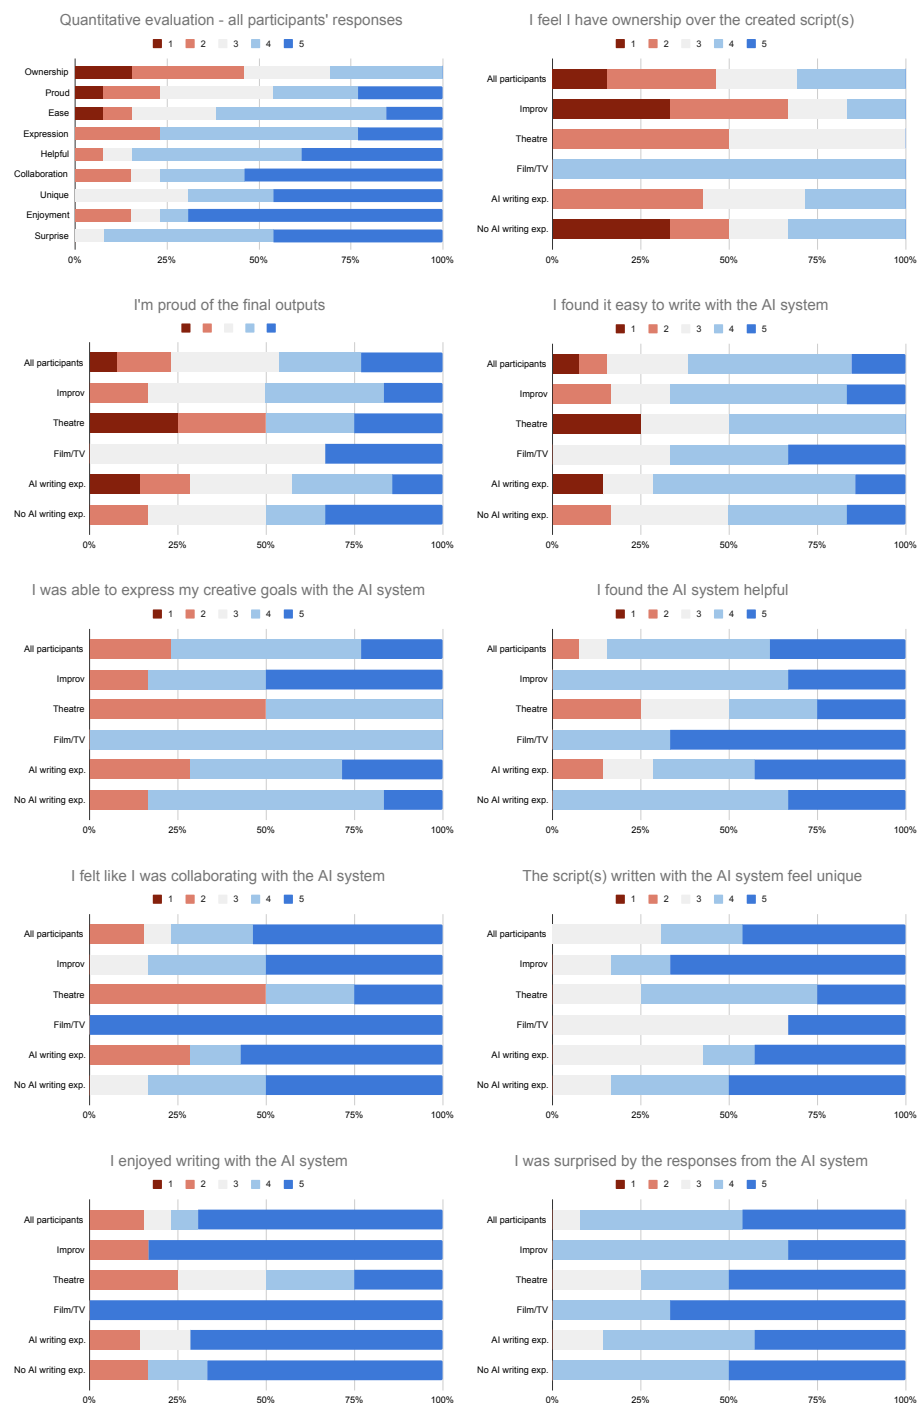 Quantitative evaluation - all participants' responses
1 2 3 4 5
Ownership
Proud
Ease
Expression
Helpful
Collaboration
Unique
Enjoyment
Surprise
0% 25% 50% 75% 100%
I feel I have ownership over the created script(s)
1 2 3 4 5
All participants
Improv
Theatre
Film/TV
AI writing exp.
No AI writing exp.
0% 25% 50% 75% 100%
I'm proud of the final outputs
All participants
Improv
Theatre
Film/TV
AI writing exp.
No AI writing exp.
0% 25% 50% 75% 100%
I found it easy to write with the AI system
1 2 3 4 5
All participants
Improv
Theatre
Film/TV
AI writing exp.
No AI writing exp.
0% 25% 50% 75% 100%
I was able to express my creative goals with the AI system
1 2 3 4 5
All participants
Improv
Theatre
Film/TV
AI writing exp.
No AI writing exp.
0% 25% 50% 75% 100%
I found the AI system helpful
1 2 3 4 5
All participants
Improv
Theatre
Film/TV
AI writing exp.
No AI writing exp.
0% 25% 50% 75% 100%
I felt like I was collaborating with the AI system
1 2 3 4 5
All participants
Improv
Theatre
Film/TV
AI writing exp.
No AI writing exp.
0% 25% 50% 75% 100%
The script(s) written with the AI system feel unique
1 2 3 4 5
All participants
Improv
Theatre
Film/TV
AI writing exp.
No AI writing exp.
0% 25% 50% 75% 100%
I enjoyed writing with the AI system
1 2 3 4 5
All participants
Improv
Theatre
Film/TV
AI writing exp.
No AI writing exp.
0% 25% 50% 75% 100%
I was surprised by the responses from the AI system
1 2 3 4 5
All participants
Improv
Theatre
Film/TV
AI writing exp.
No AI writing exp.
0% 25% 50% 75% 100%